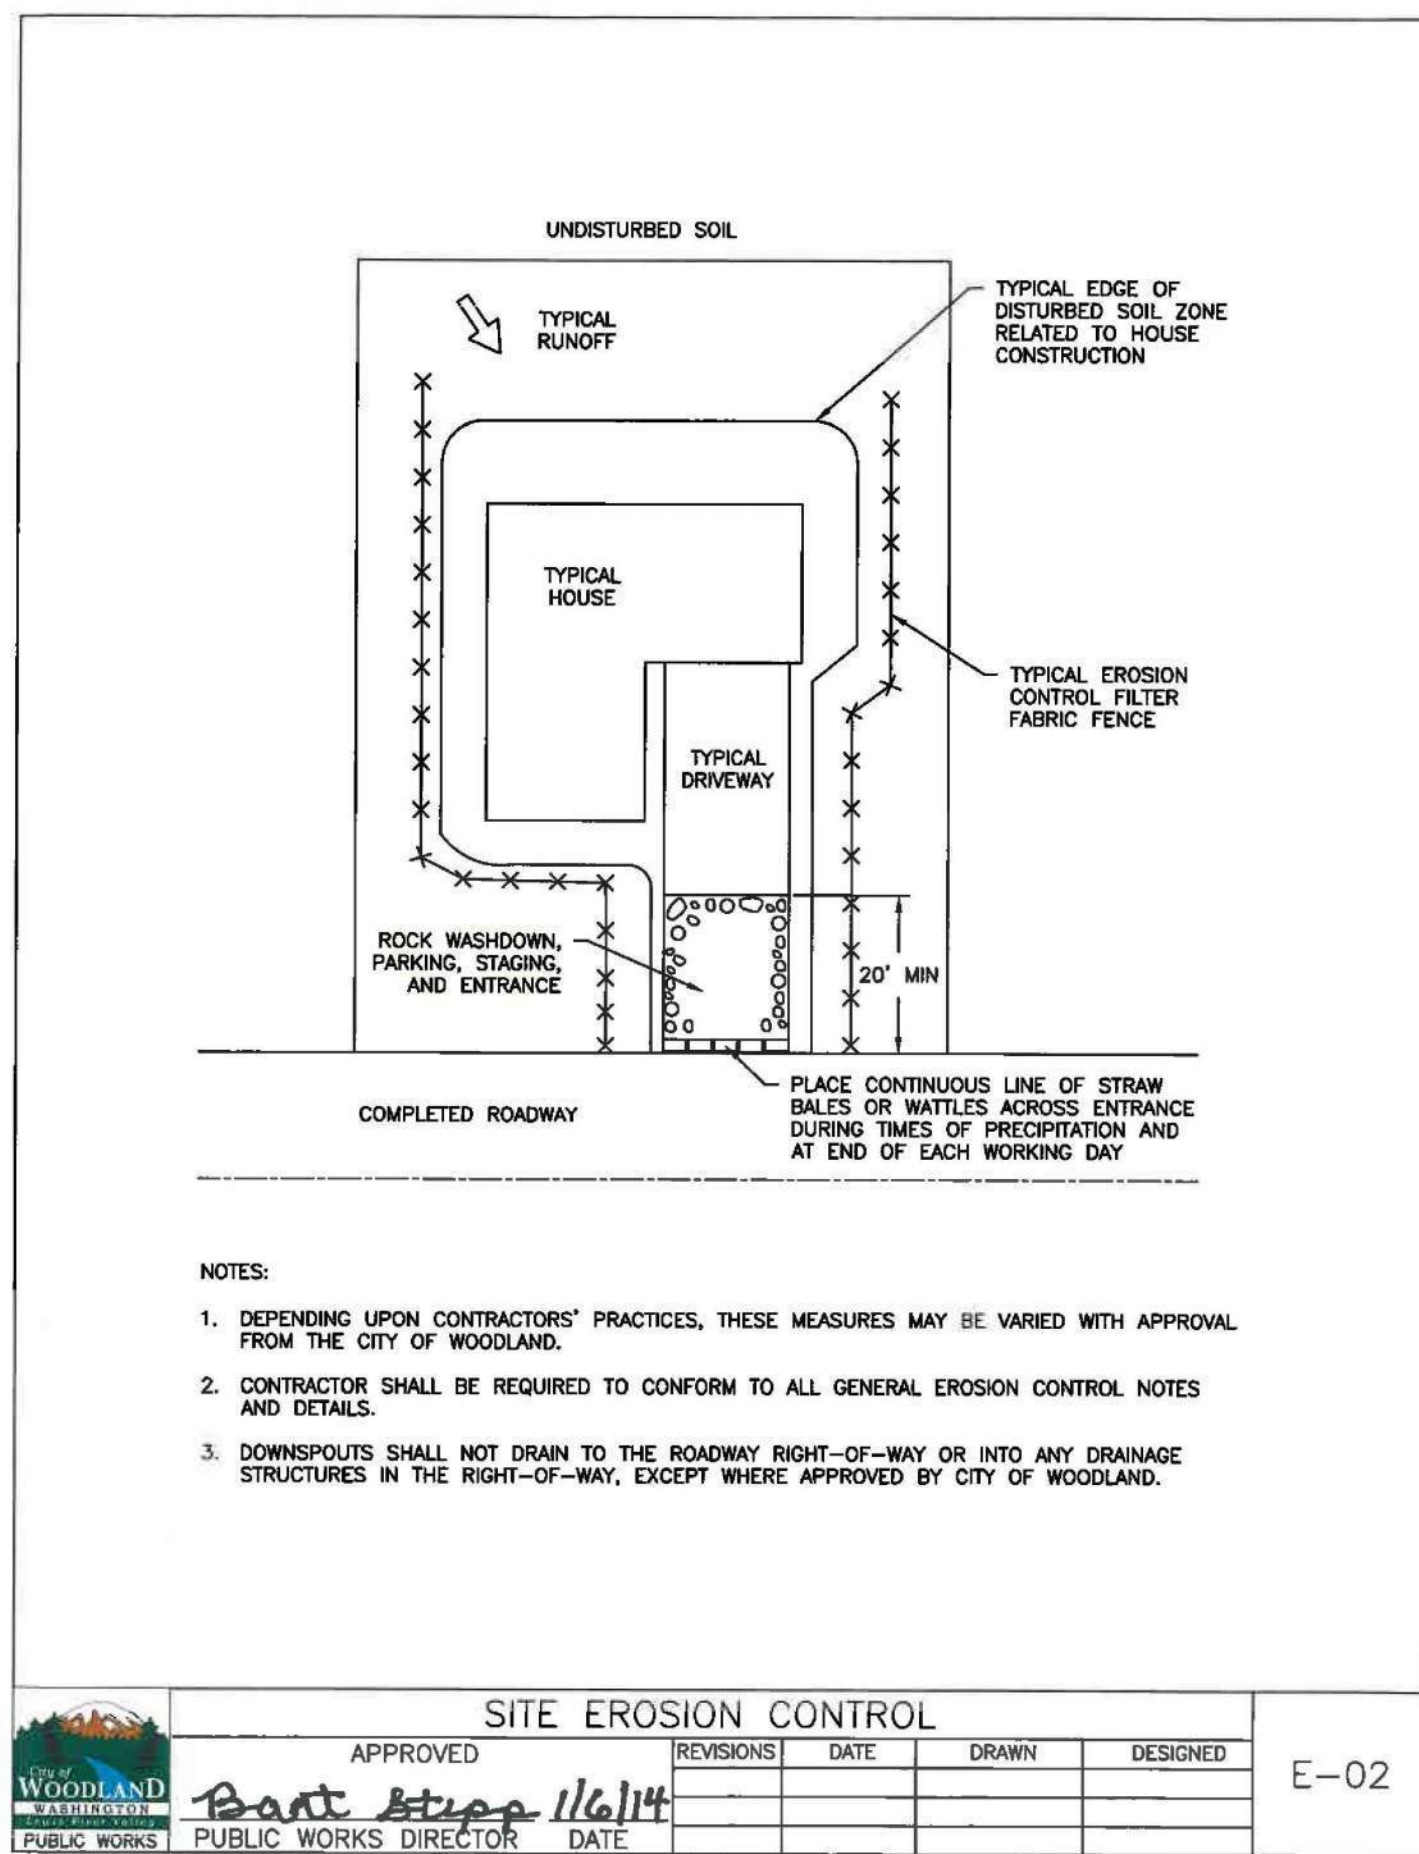 UNDISTURBED SOIL
TYPICAL EDGE OF
DISTURBED SOIL ZONE
RELATED TO HOUSE
CONSTRUCTION
TYPICAL
RUNOFF
TYPICAL
HOUSE
TYPICAL EROSION
CONTROL FILTER
FABRIC FENCE
TYPICAL
DRIVEWAY
ROCK WASHDOWN,
PARKING, STAGING,
AND ENTRANCE
20' MIN
PLACE CONTINUOUS LINE OF STRAW
BALES OR WATTLES ACROSS ENTRANCE
DURING TIMES OF PRECIPITATION AND
AT END OF EACH WORKING DAY
COMPLETED ROADWAY
NOTES:
1. DEPENDING UPON CONTRACTORS' PRACTICES, THESE MEASURES MAY BE VARIED WITH APPROVAL
FROM THE CITY OF WOODLAND.
2. CONTRACTOR SHALL BE REQUIRED TO CONFORM TO ALL GENERAL EROSION CONTROL NOTES
AND DETAILS.
3. DOWNSPOUTS SHALL NOT DRAIN TO THE ROADWAY RIGHT-OF-WAY OR INTO ANY DRAINAGE
STRUCTURES IN THE RIGHT-OF-WAY, EXCEPT WHERE APPROVED BY CITY OF WOODLAND.
City of
WOODLAND
WASHINGTON
Lewis River Valley
PUBLIC WORKS
SITE EROSION CONTROL
APPROVED
Bart Stepp 1/6/14
PUBLIC WORKS DIRECTOR DATE
REVISIONS DATE DRAWN DESIGNED
E-02